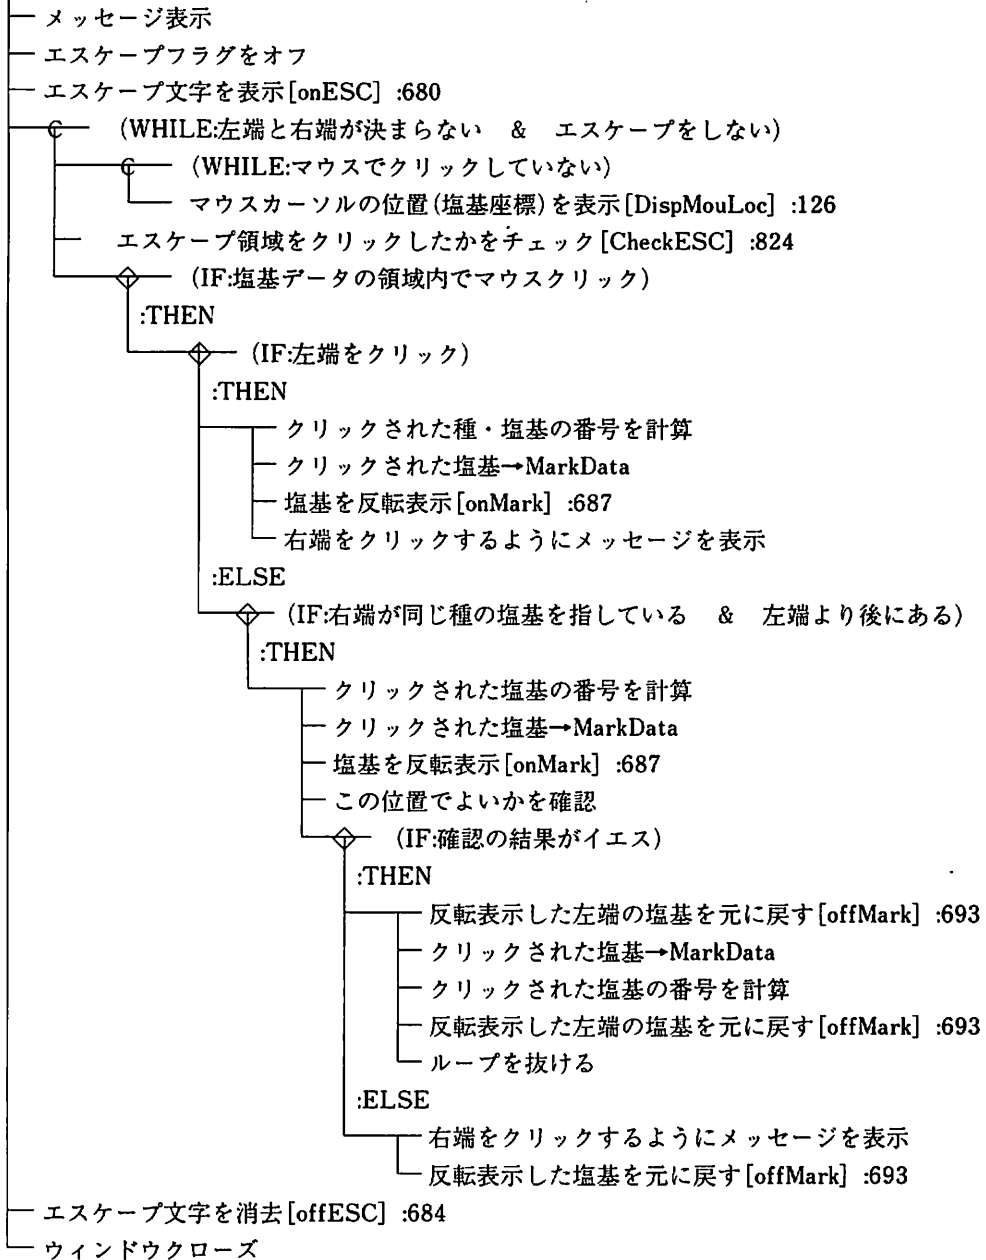 メッセージ表示
エスケープフラグをオフ
エスケープ文字を表示[onESC] :680
(WHILE:左端と右端が決まらない & エスケープをしない)
(WHILE:マウスでクリックしていない)
マウスカーソルの位置(塩基座標)を表示[DispMouLoc] :126
エスケープ領域をクリックしたかをチェック[CheckESC] :824
(IF:塩基データの領域内でマウスクリック)
:THEN
(IF:左端をクリック)
:THEN
クリックされた種・塩基の番号を計算
クリックされた塩基→MarkData
塩基を反転表示[onMark] :687
右端をクリックするようにメッセージを表示
:ELSE
(IF:右端が同じ種の塩基を指している & 左端より後にある)
:THEN
クリックされた塩基の番号を計算
クリックされた塩基→MarkData
塩基を反転表示[onMark] :687
この位置でよいかを確認
(IF:確認の結果がイエス)
:THEN
反転表示した左端の塩基を元に戻す[offMark] :693
クリックされた塩基→MarkData
クリックされた塩基の番号を計算
反転表示した左端の塩基を元に戻す[offMark] :693
ループを抜ける
:ELSE
右端をクリックするようにメッセージを表示
反転表示した塩基を元に戻す[offMark] :693
エスケープ文字を消去[offESC] :684
ウィンドウクローズ